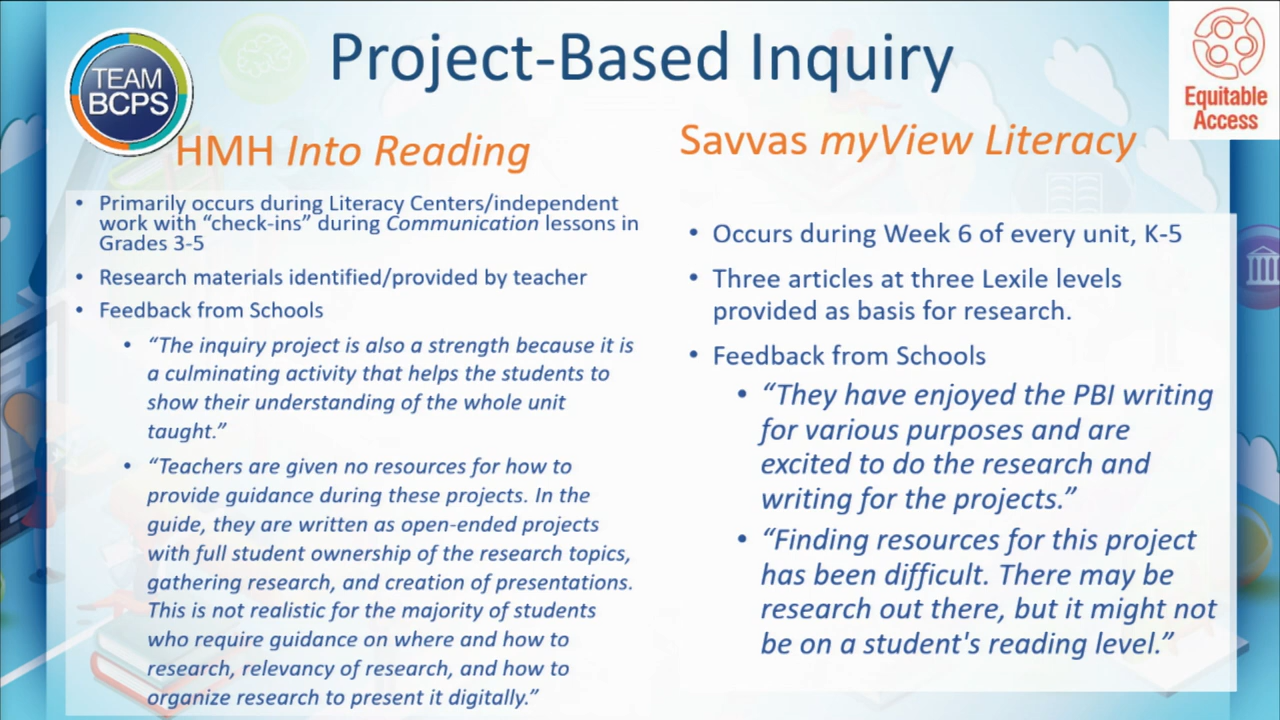 Project-Based Inquiry
TEAM
BCPS
Equitable
Access
HMH Into Reading
• Primarily occurs during Literacy Centers/independent
work with “check-ins” during Communication lessons in
Grades 3-5
• Research materials identified/provided by teacher
• Feedback from Schools
• “The inquiry project is also a strength because it is
a culminating activity that helps the students to
show their understanding of the whole unit
taught.”
• “Teachers are given no resources for how to
provide guidance during these projects. In the
guide, they are written as open-ended projects
with full student ownership of the research topics,
gathering research, and creation of presentations.
This is not realistic for the majority of students
who require guidance on where and how to
research, relevancy of research, and how to
organize research to present it digitally.”
Savvas myView Literacy
• Occurs during Week 6 of every unit, K-5
• Three articles at three Lexile levels
provided as basis for research.
• Feedback from Schools
• “They have enjoyed the PBI writing
for various purposes and are
excited to do the research and
writing for the projects.”
• “Finding resources for this project
has been difficult. There may be
research out there, but it might not
be on a student's reading level.”